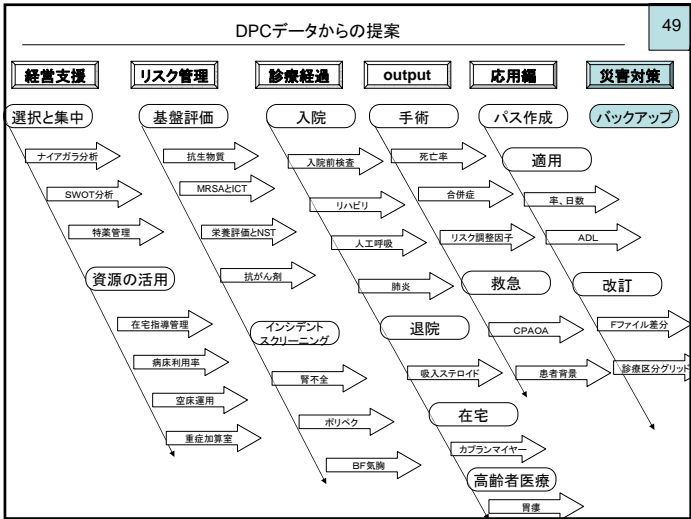 DPCデータからの提案
49
経営支援
リスク管理
診療経過
output
応用編
災害対策
選択と集中
基盤評価
入院
手術
パス作成
バックアップ
ナイアガラ分析
SWOT分析
特薬管理
資源の活用
在宅指導管理
病床利用率
空床運用
重症加算室
抗生物質
MRSAとICT
栄養評価とNST
抗がん剤
インシデント
スクリーニング
腎不全
ポリペク
BF気胸
入院前検査
リハビリ
人工呼吸
肺炎
退院
吸入ステロイド
在宅
カプランマイヤー
高齢者医療
胃瘻
死亡率
合併症
リスク調整因子
救急
CPAOA
患者背景
適用
率、日数
ADL
改訂
Fファイル差分
診療区分グリッド